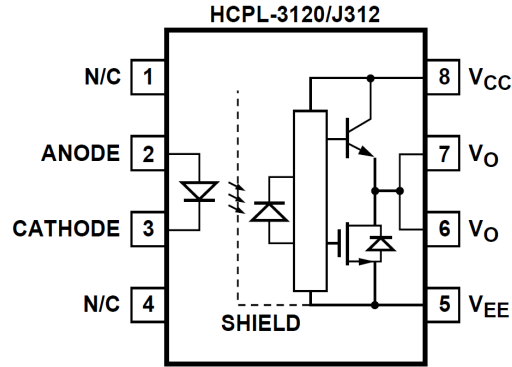 HCPL-3120/J312
N/C 1
8 VCC
ANODE 2
7 VO
CATHODE 3
6 VO
N/C 4
5 VEE
SHIELD